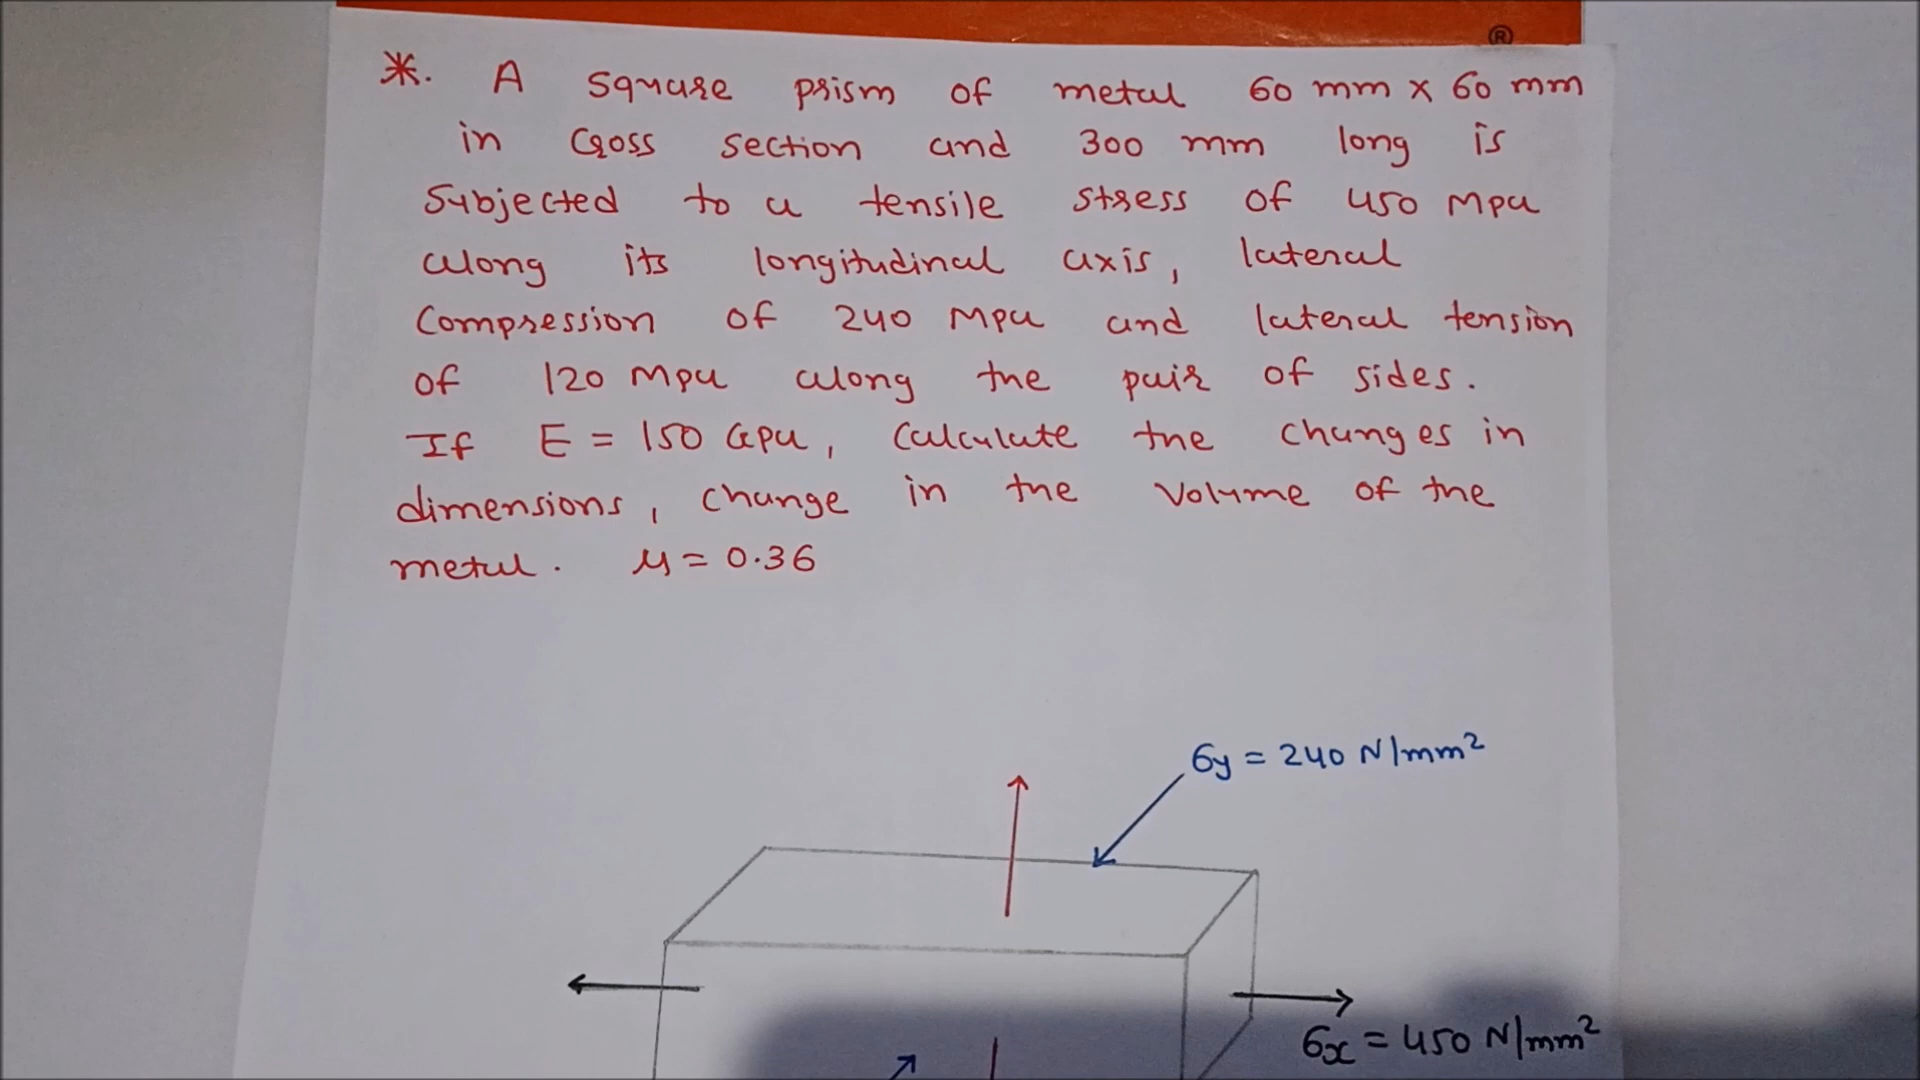 ®
*. A square prism of metal 60 mm x 60 mm
in Cross section and 300 mm long is
Subjected to a tensile stress of 450 Mpa
along its longitudinal axis, lateral
Compression of 240 Mpa and lateral tension
of 120 Mpa along the pair of sides.
If E = 150 Gpa, Calculate the changes in
dimensions, change in the Volume of the
metal. μ = 0.36
σy = 240 N/mm²
σx = 450 N/mm²